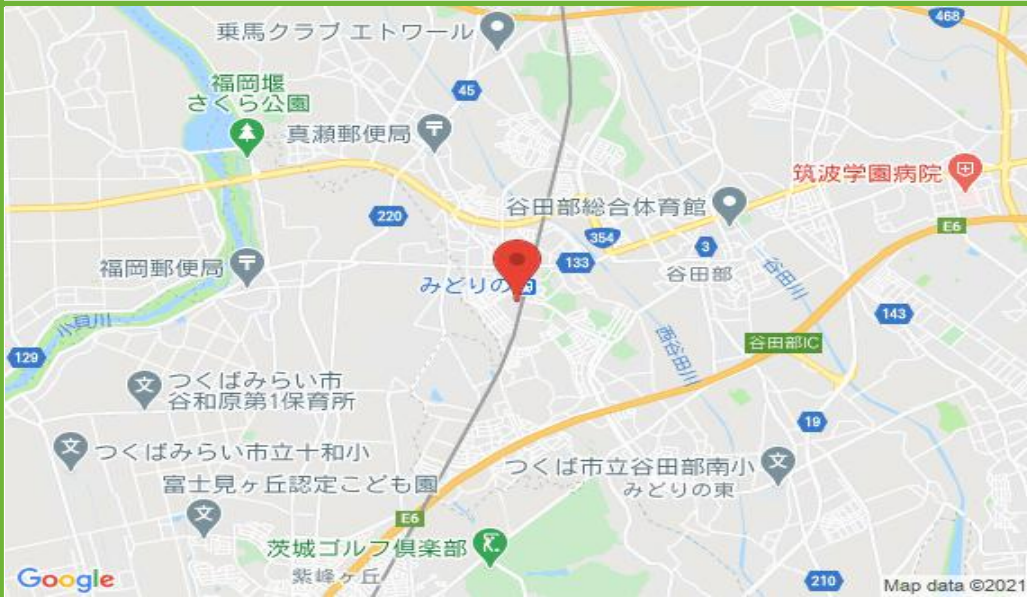 468
乗馬クラブ エトワール
45
福岡堰
さくら公園
真瀬郵便局
筑波学園病院
谷田部総合体育館
220
E6
354
3
133
福岡郵便局
谷田部
谷田川
みどりの
小貝川
143
西谷田川
谷田部IC
129
つくばみらい市
谷和原第1保育所
19
つくばみらい市立十和小
つくば市立谷田部南小
みどりの東
富士見ヶ丘認定こども園
E6
茨城ゴルフ倶楽部
紫峰ヶ丘
210
Google
Map data ©2021